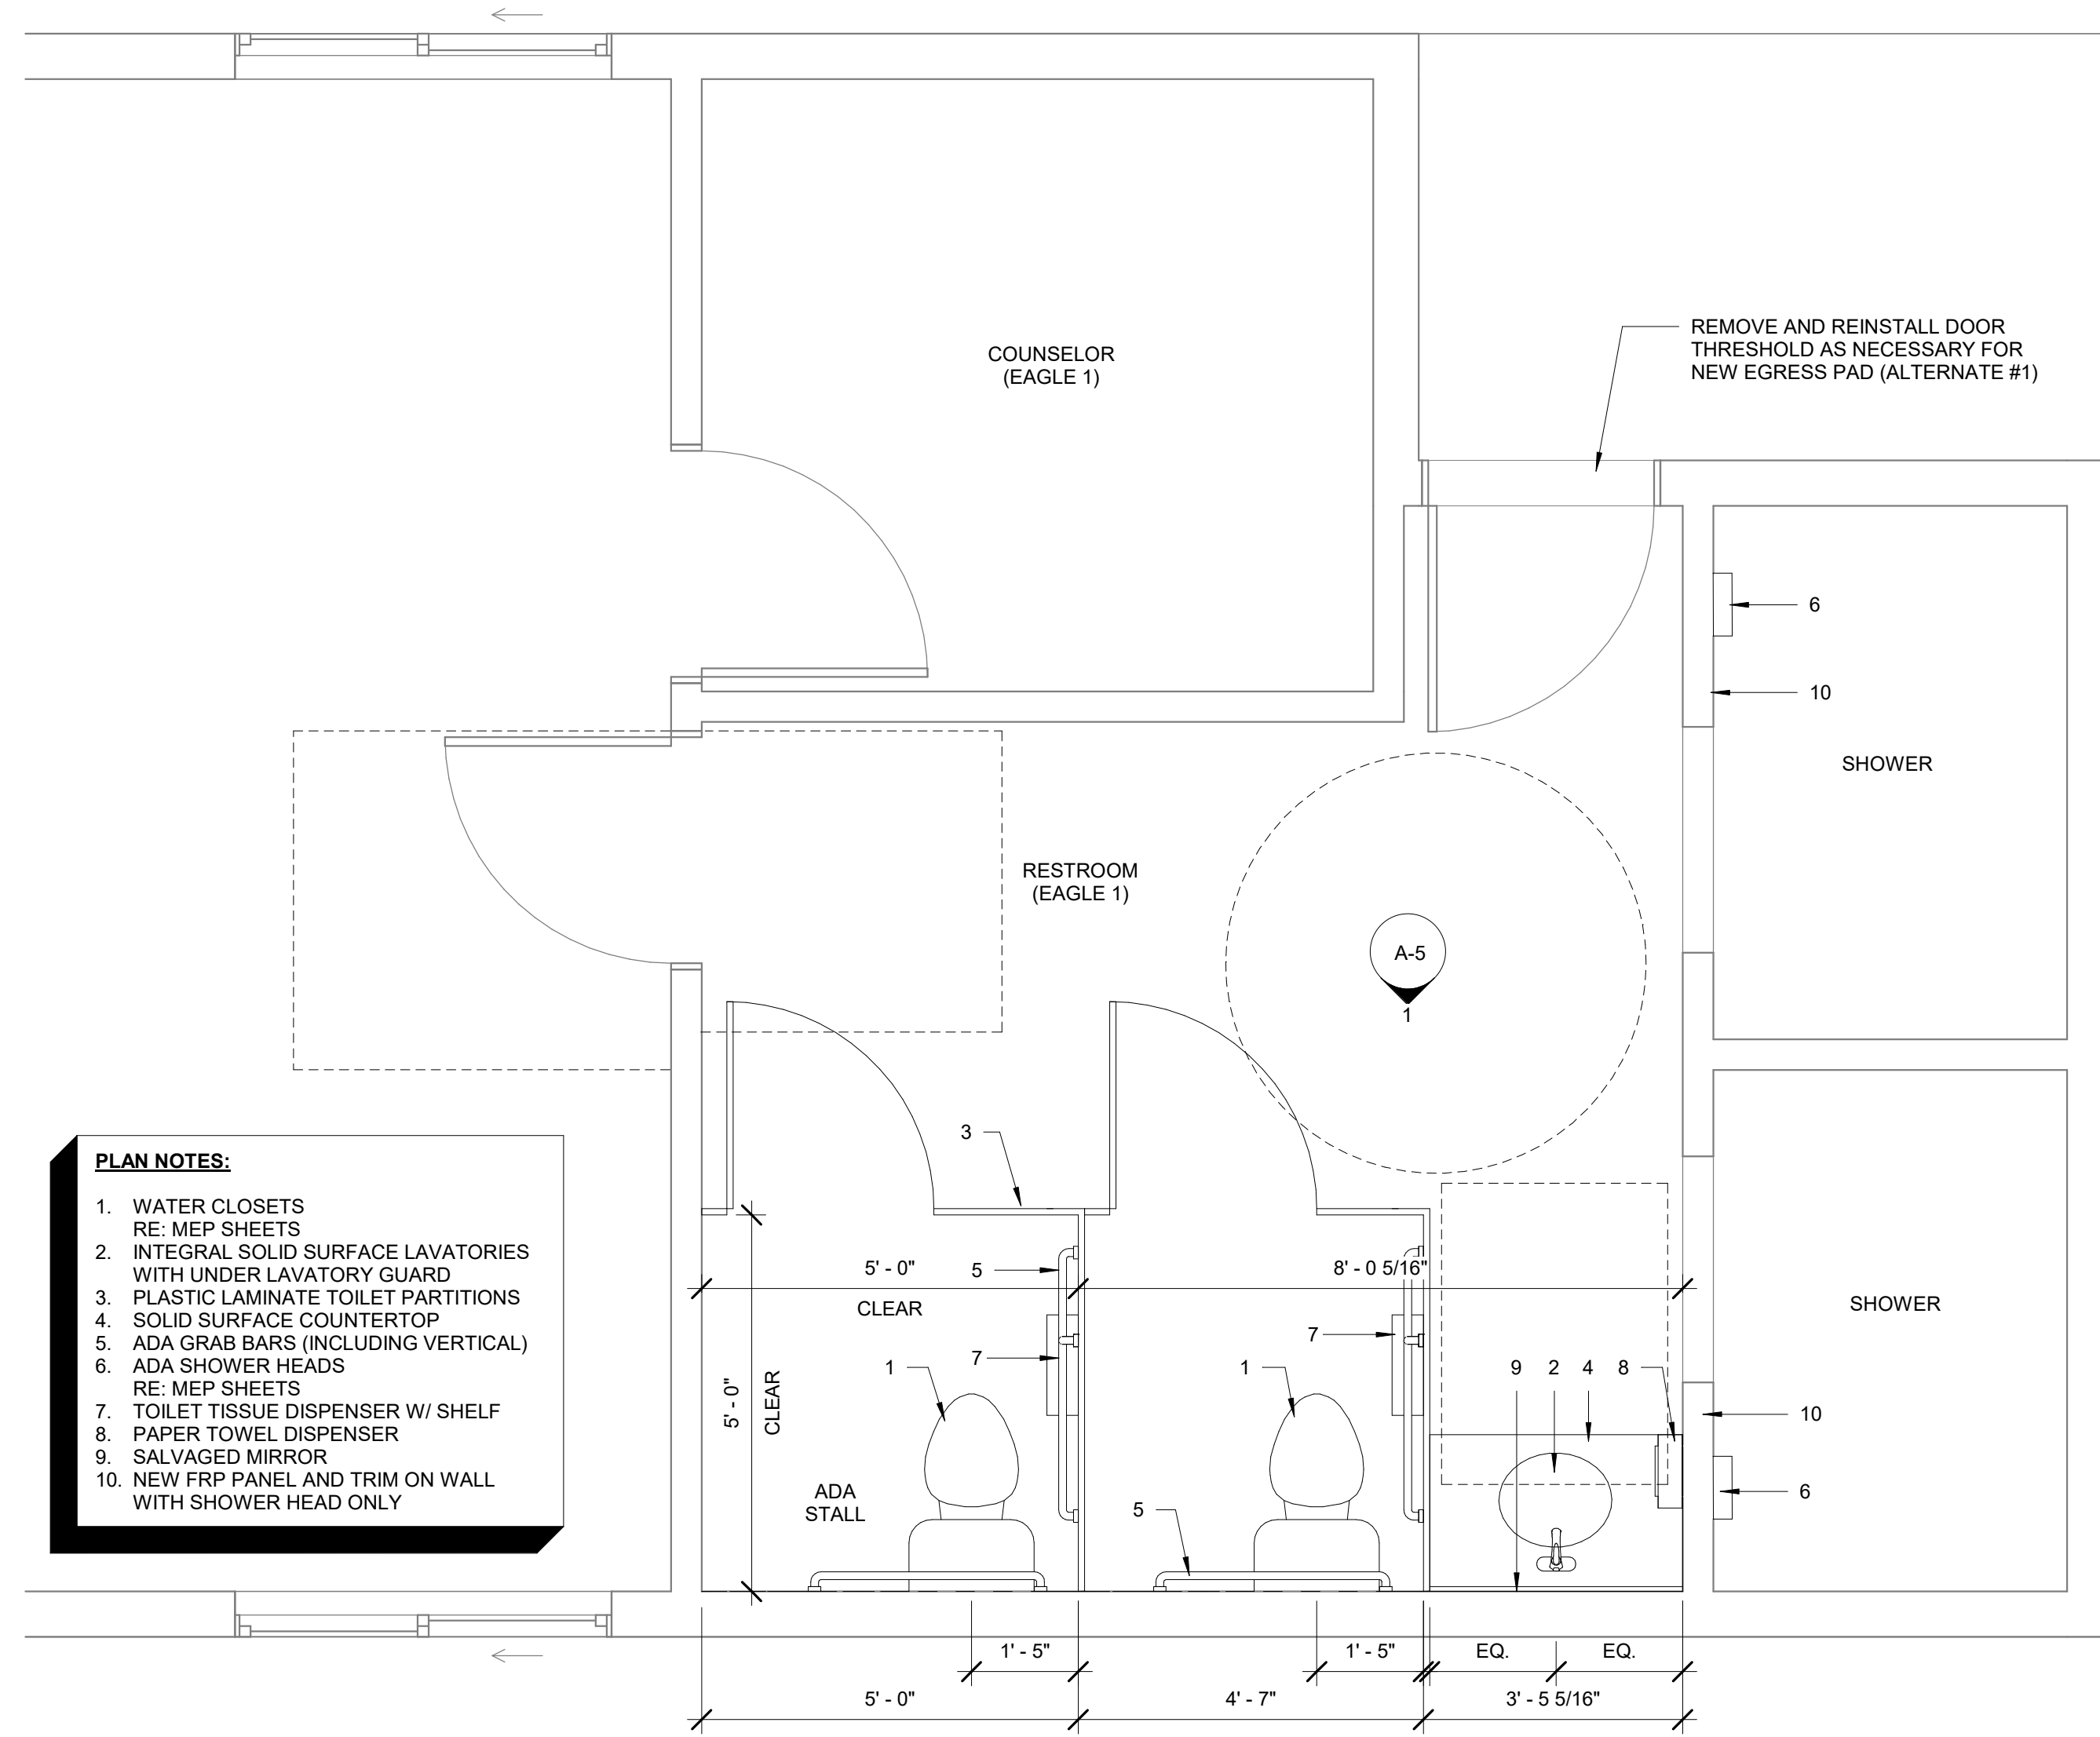 COUNSELOR
(EAGLE 1)
REMOVE AND REINSTALL DOOR
THRESHOLD AS NECESSARY FOR
NEW EGRESS PAD (ALTERNATE #1)
6
10
SHOWER
RESTROOM
(EAGLE 1)
A-5
1
3
PLAN NOTES:
1. WATER CLOSETS
RE: MEP SHEETS
2. INTEGRAL SOLID SURFACE LAVATORIES
WITH UNDER LAVATORY GUARD
3. PLASTIC LAMINATE TOILET PARTITIONS
4. SOLID SURFACE COUNTERTOP
5. ADA GRAB BARS (INCLUDING VERTICAL)
6. ADA SHOWER HEADS
RE: MEP SHEETS
7. TOILET TISSUE DISPENSER W/ SHELF
8. PAPER TOWEL DISPENSER
9. SALVAGED MIRROR
10. NEW FRP PANEL AND TRIM ON WALL
WITH SHOWER HEAD ONLY
5' - 0"
5
8' - 0 5/16"
CLEAR
SHOWER
7
7
1
1
9 2 4 8
5' - 0"
CLEAR
10
ADA
STALL
5
6
1' - 5"
1' - 5"
EQ.
EQ.
5' - 0"
4' - 7"
3' - 5 5/16"